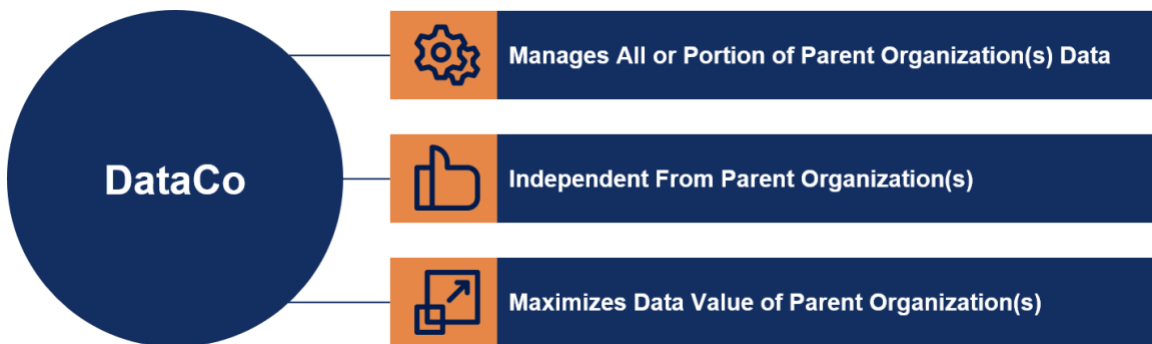 DataCo
Manages All or Portion of Parent Organization(s) Data
Independent From Parent Organization(s)
Maximizes Data Value of Parent Organization(s)